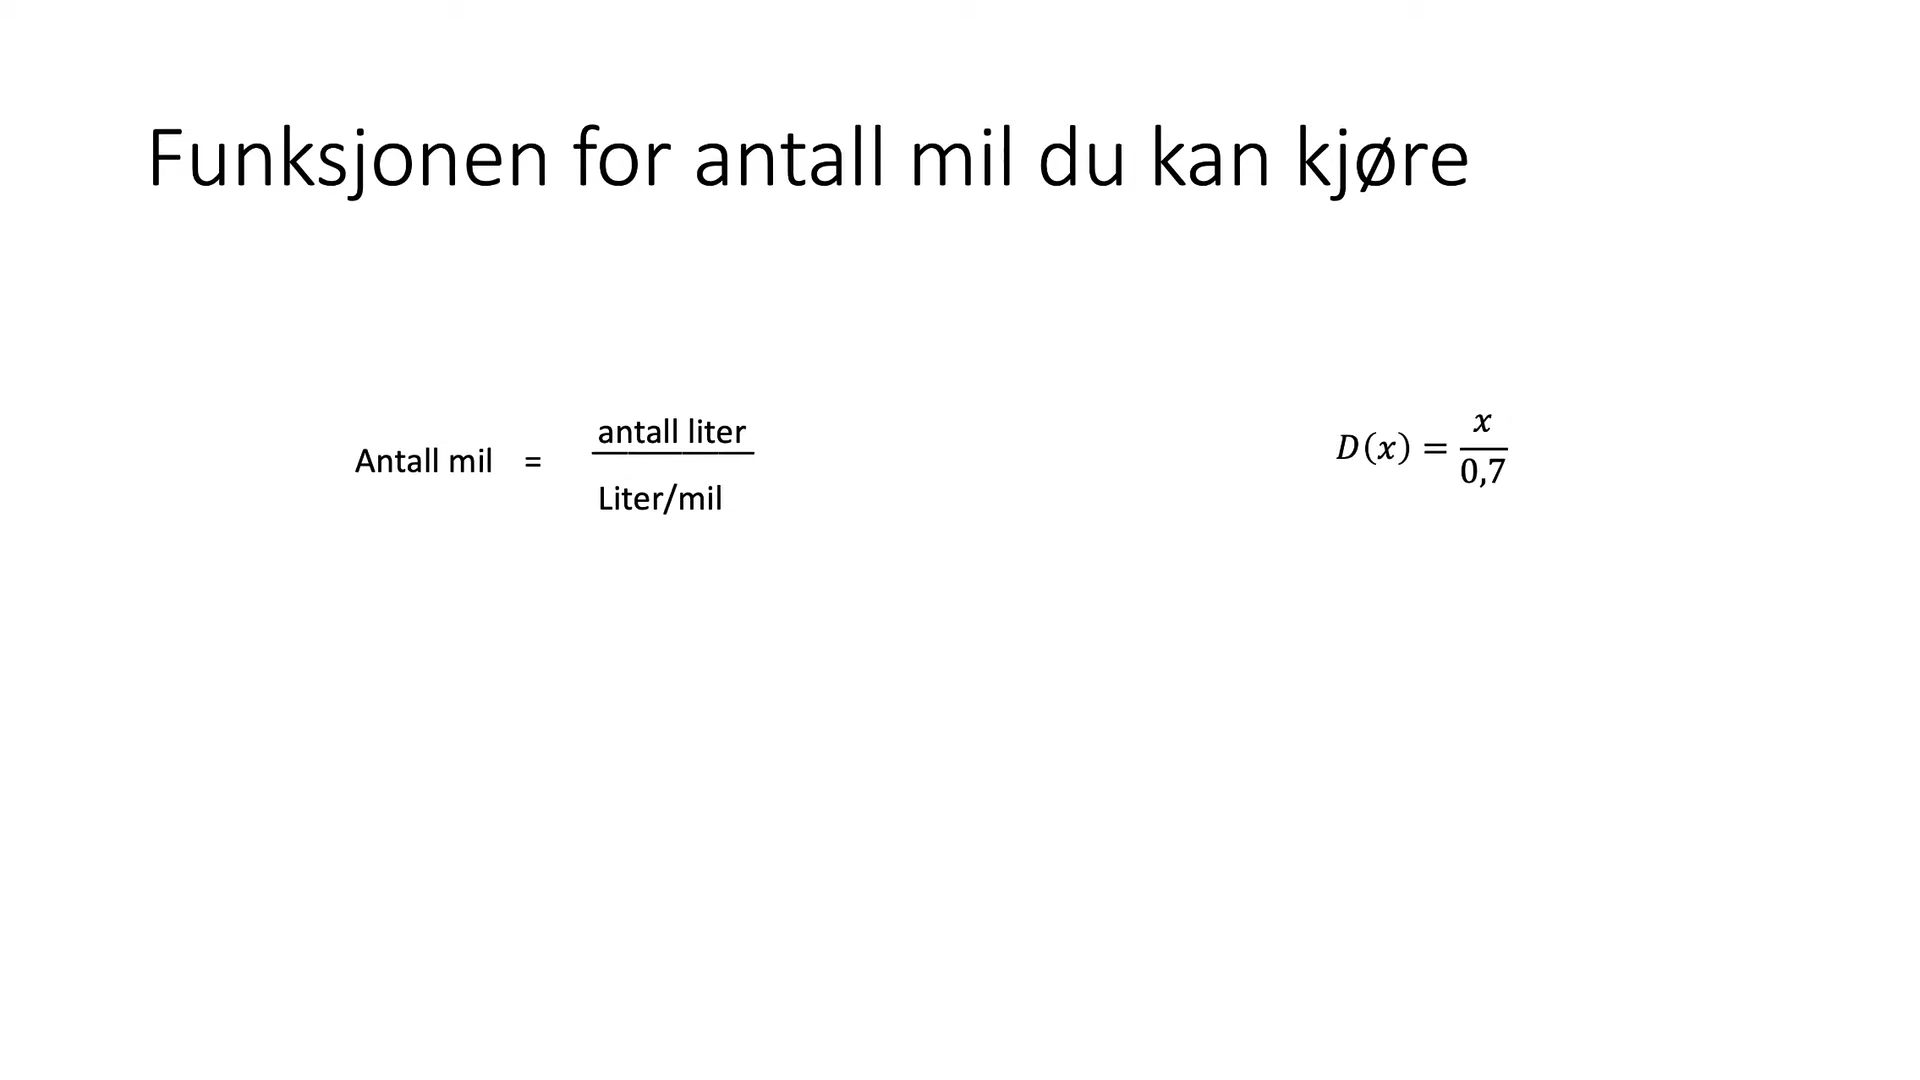 Funksjonen for antall mil du kan kjøre
Antall mil = antall liter
Liter/mil
D(x) = x
0,7